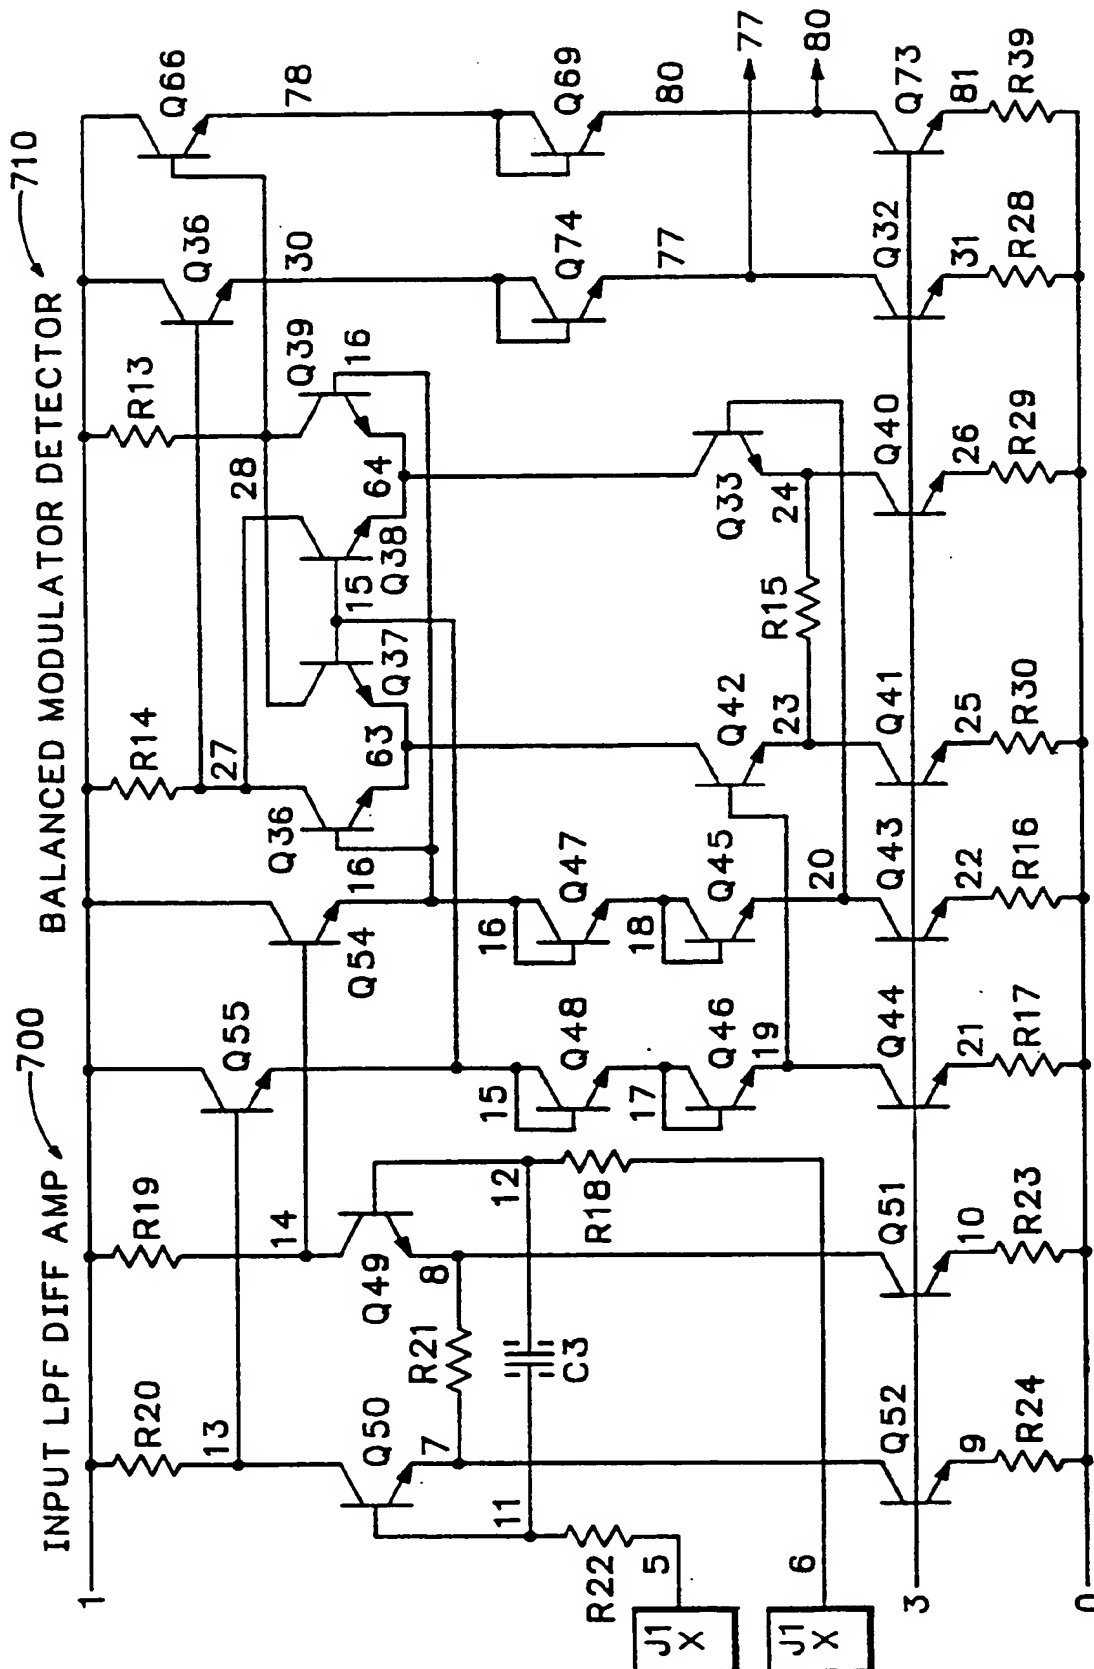 INPUT LPF DIFF AMP 700
BALANCED MODULATOR DETECTOR 710
1
R20
R19
R14
R13
13
14
Q55
Q54
16
27
28
Q36
30
Q66
78
Q50
Q49
Q36
63
Q37
15
Q38
64
Q39
16
7
R21
8
11
C3
12
15
Q48
16
Q47
Q74
Q69
R22
R18
17
Q46
18
Q45
Q42
Q33
77
80
5
J1
X
6
J1
X
19
20
23
R15
24
77
80
3
Q52
Q51
Q44
Q43
Q41
Q40
Q32
Q73
9
10
21
22
25
26
31
81
R24
R23
R17
R16
R30
R29
R28
R39
0